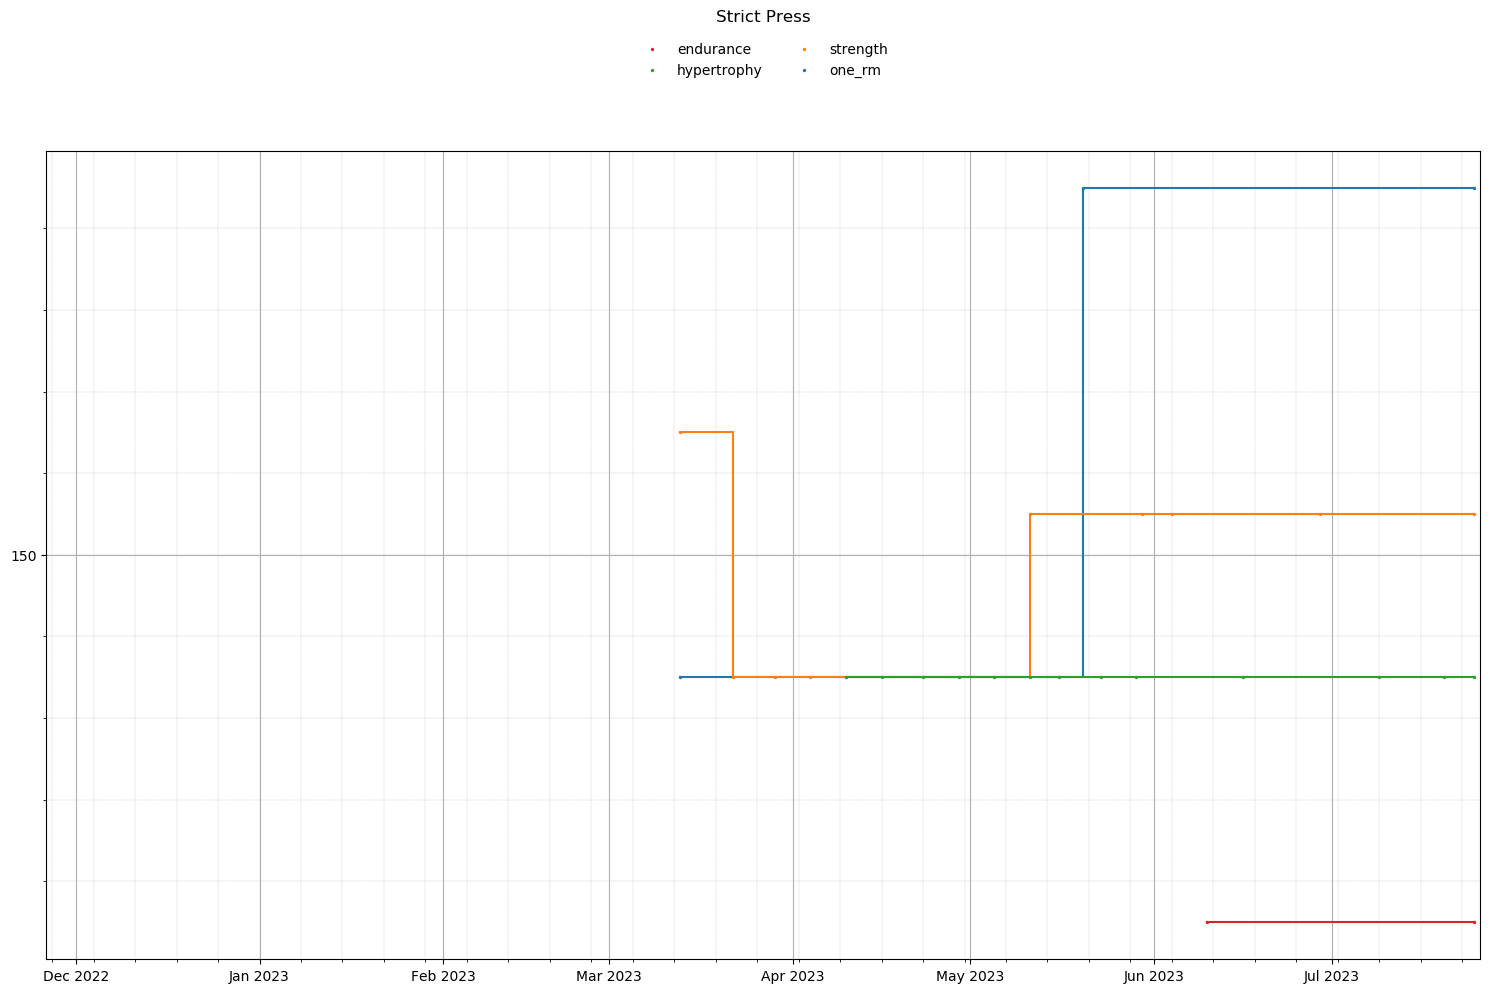 Strict Press
endurance
hypertrophy
strength
one_rm
150
Dec 2022
Jan 2023
Feb 2023
Mar 2023
Apr 2023
May 2023
Jun 2023
Jul 2023